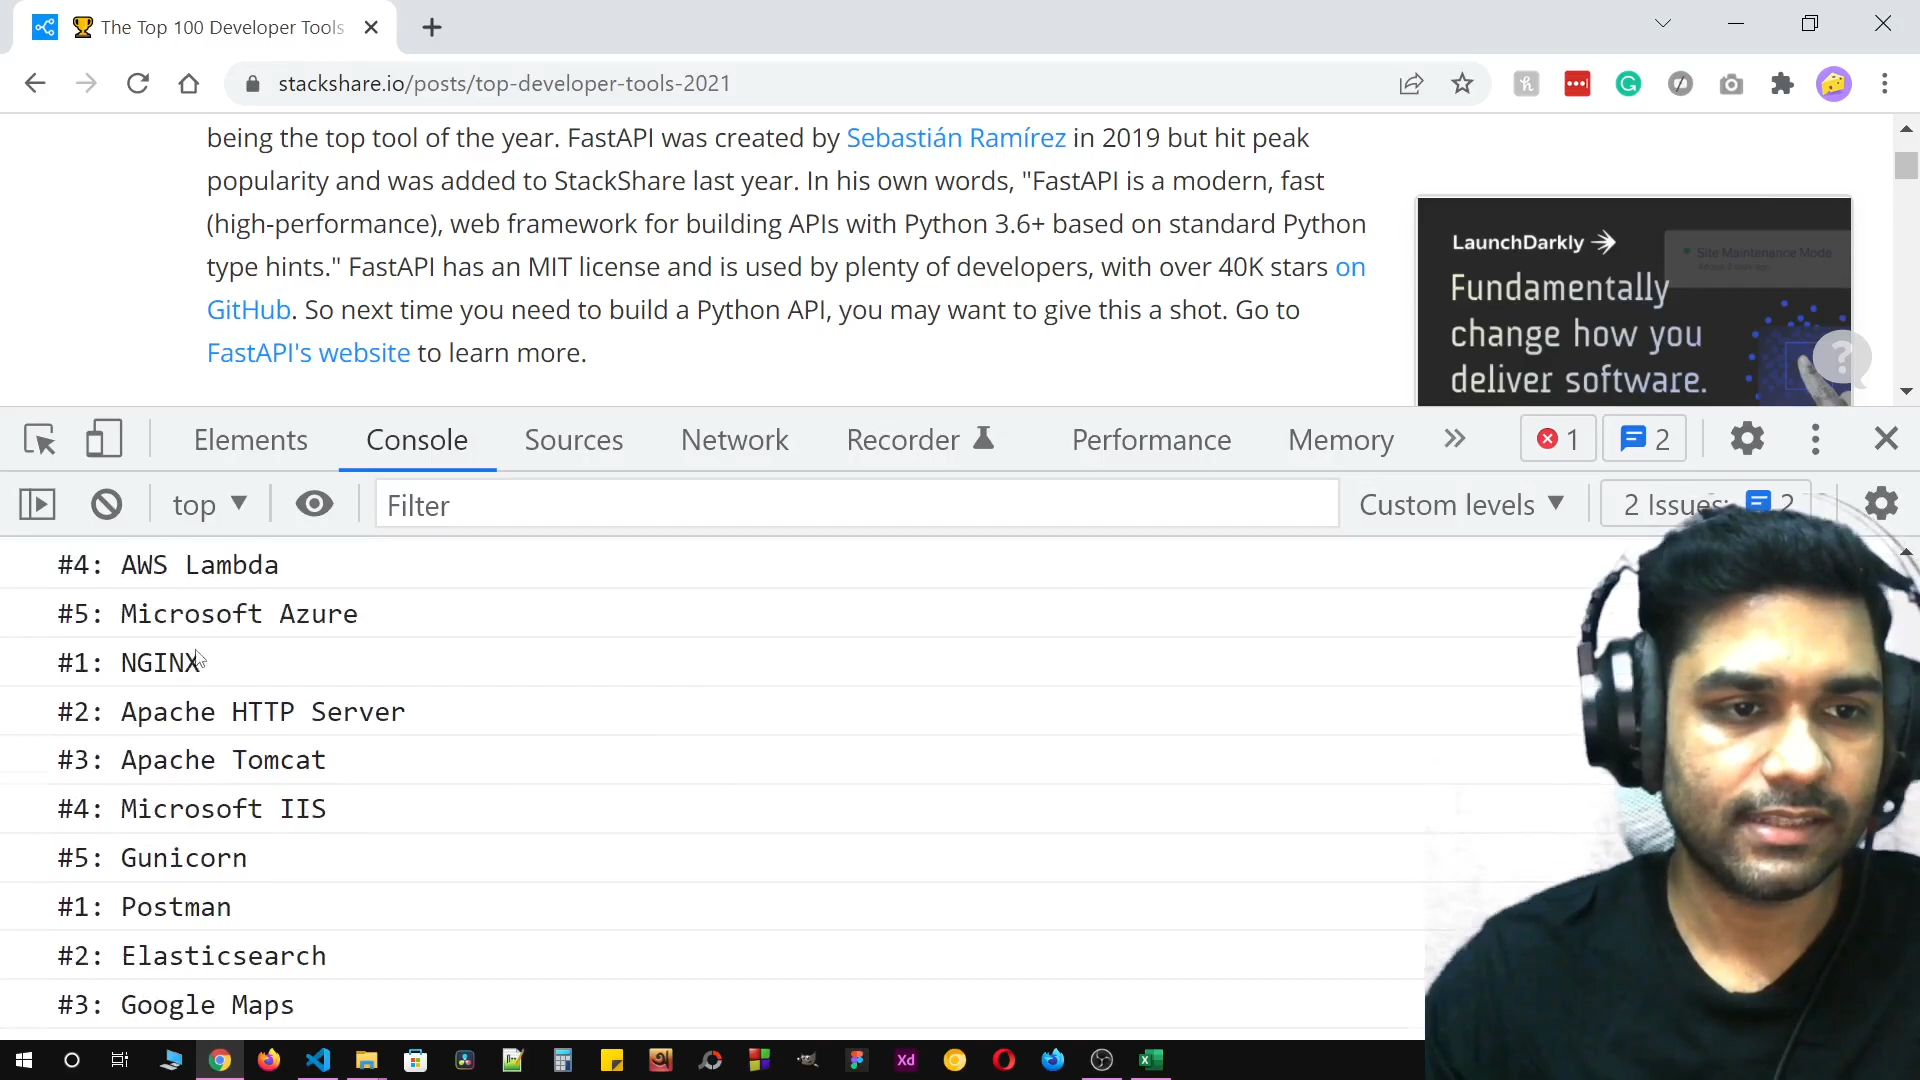 The Top 100 Developer Tools
stackshare.io/posts/top-developer-tools-2021
being the top tool of the year. FastAPI was created by Sebastián Ramírez in 2019 but hit peak
popularity and was added to StackShare last year. In his own words, "FastAPI is a modern, fast
(high-performance), web framework for building APIs with Python 3.6+ based on standard Python
type hints." FastAPI has an MIT license and is used by plenty of developers, with over 40K stars on
GitHub. So next time you need to build a Python API, you may want to give this a shot. Go to
FastAPI's website to learn more.
LaunchDarkly
Site Maintenance Mode
Fundamentally
change how you
deliver software.
?
Elements Console Sources Network Recorder Performance Memory 1 2
top Filter Custom levels 2 Issues: 2
#4: AWS Lambda
#5: Microsoft Azure
#1: NGINX
#2: Apache HTTP Server
#3: Apache Tomcat
#4: Microsoft IIS
#5: Gunicorn
#1: Postman
#2: Elasticsearch
#3: Google Maps
Xd